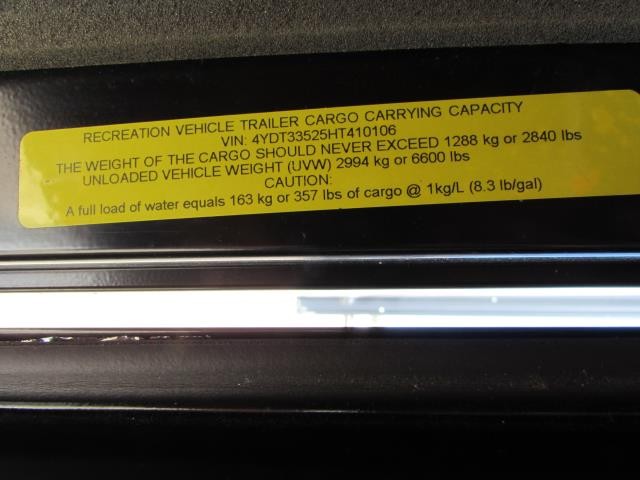 RECREATION VEHICLE TRAILER CARGO CARRYING CAPACITY
VIN: 4YDT33525HT410106
THE WEIGHT OF THE CARGO SHOULD NEVER EXCEED 1288 kg or 2840 lbs
UNLOADED VEHICLE WEIGHT (UVW) 2994 kg or 6600 lbs
CAUTION:
A full load of water equals 163 kg or 357 lbs of cargo @ 1kg/L (8.3 lb/gal)